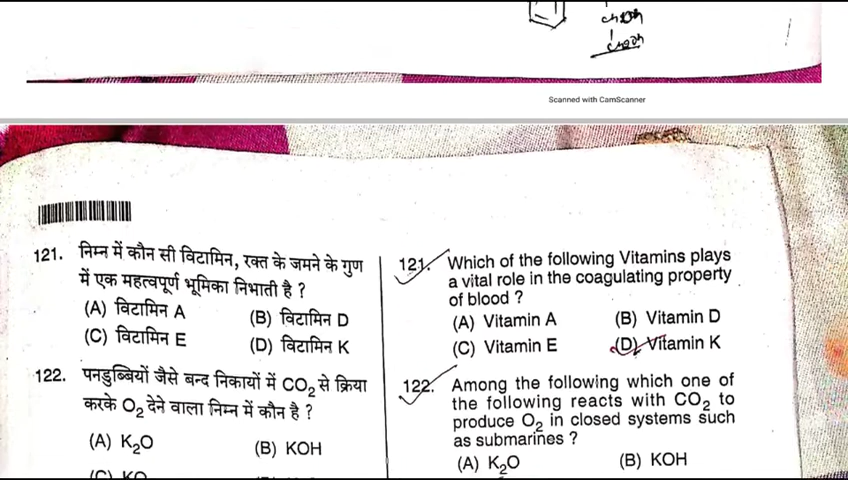 CHOH
CHOH
Scanned with CamScanner
121. निम्न में कौन सी विटामिन, रक्त के जमने के गुण
में एक महत्वपूर्ण भूमिका निभाती है ?
(A) विटामिन A
(B) विटामिन D
(C) विटामिन E
(D) विटामिन K
122. पनडुब्बियों जैसे बन्द निकायों में CO₂ से क्रिया
करके O₂ देने वाला निम्न में कौन है ?
(A) K₂O
(B) KOH
(C) KO
121. Which of the following Vitamins plays
a vital role in the coagulating property
of blood ?
(A) Vitamin A
(B) Vitamin D
(C) Vitamin E
(D) Vitamin K
122. Among the following which one of
the following reacts with CO₂ to
produce O₂ in closed systems such
as submarines ?
(A) K₂O
(B) KOH